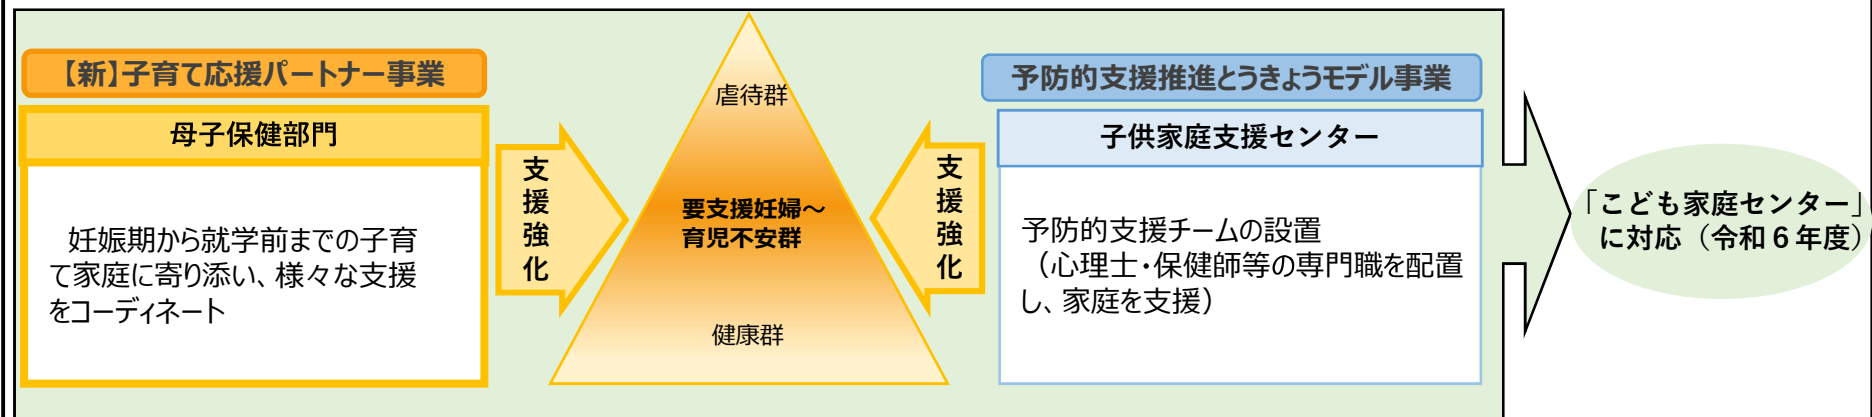 【新】子育て応援パートナー事業
母子保健部門
妊娠期から就学前までの子育
て家庭に寄り添い、様々な支援
をコーディネート
支援強化
虐待群
要支援妊婦～
育児不安群
健康群
支援強化
予防的支援推進とうきょうモデル事業
子供家庭支援センター
予防的支援チームの設置
（心理士・保健師等の専門職を配置
し、家庭を支援）
「こども家庭センター」
に対応（令和６年度）